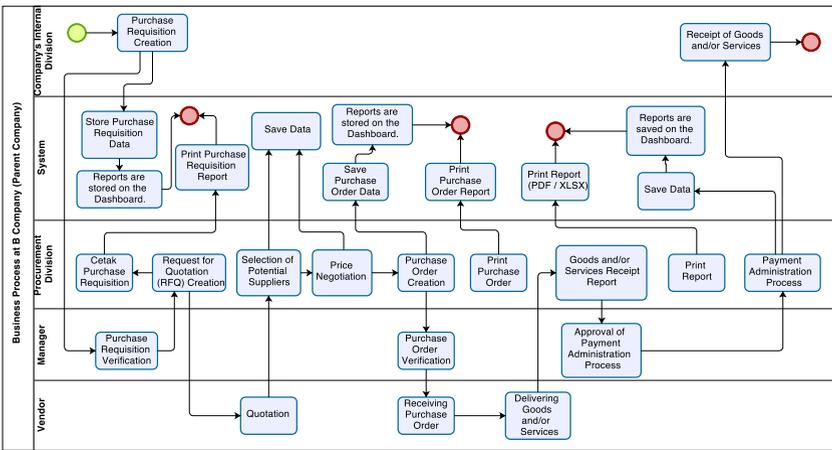 Business Process at B Company (Parent Company)
Company's Interna
Division
Purchase
Requisition
Creation
Receipt of Goods
and/or Services
System
Store Purchase
Requisition
Data
Reports are
stored on the
Dashboard.
Print Purchase
Requisition
Report
Save Data
Reports are
stored on the
Dashboard.
Save
Purchase
Order Data
Print
Purchase
Order Report
Print Report
(PDF / XLSX)
Reports are
saved on the
Dashboard.
Save Data
Procurement
Division
Cetak
Purchase
Requisition
Request for
Quotation
(RFQ) Creation
Selection of
Potential
Suppliers
Price
Negotiation
Purchase
Order
Creation
Print
Purchase
Order
Goods and/or
Services Receipt
Report
Print
Report
Payment
Administration
Process
Manager
Purchase
Requisition
Verification
Purchase
Order
Verification
Approval of
Payment
Administration
Process
Vendor
Quotation
Receiving
Purchase
Order
Delivering
Goods
and/or
Services